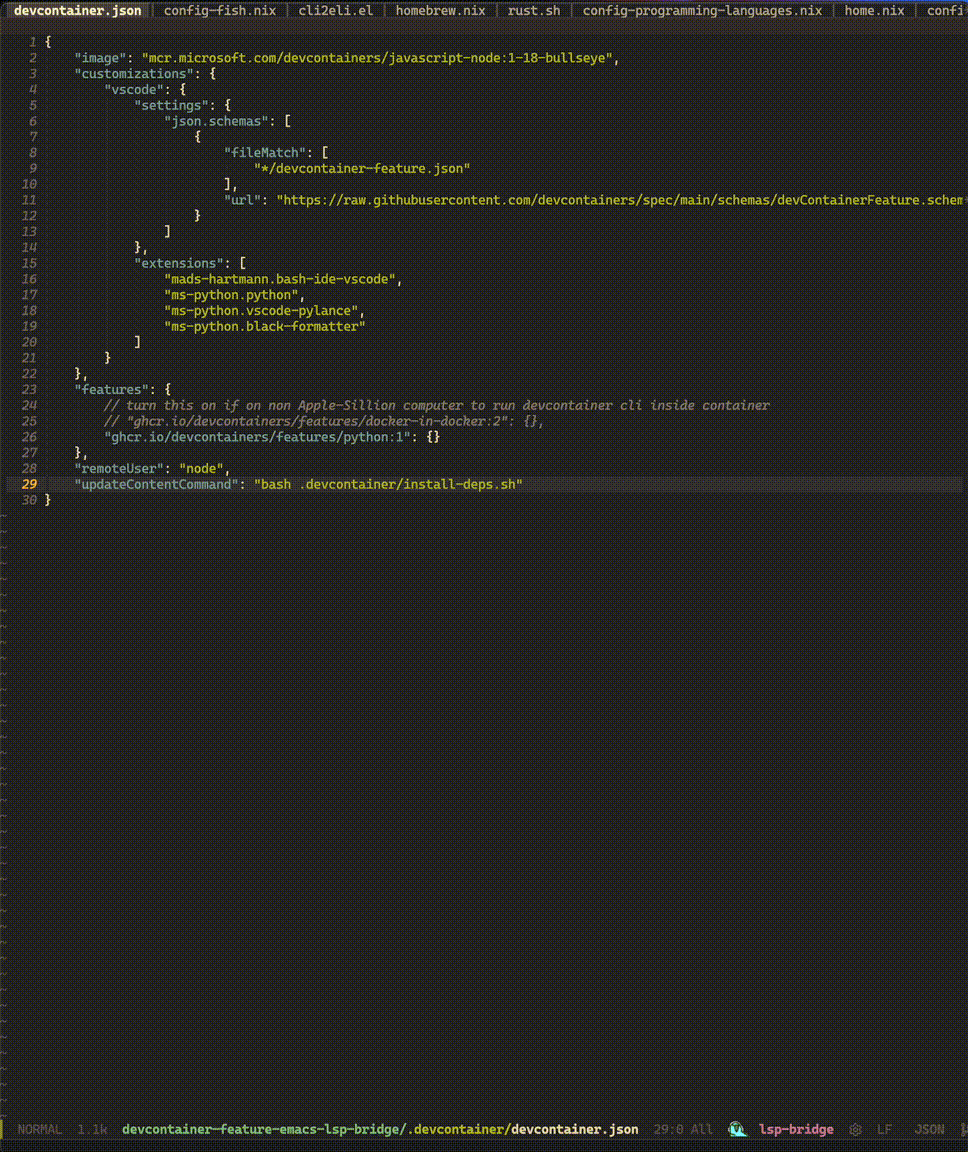 devcontainer.json | config-fish.nix | cli2eli.el | homebrew.nix | rust.sh | config-programming-languages.nix | home.nix | confi
1 {
2     "image": "mcr.microsoft.com/devcontainers/javascript-node:1-18-bullseye",
3     "customizations": {
4         "vscode": {
5             "settings": {
6                 "json.schemas": [
7                     {
8                         "fileMatch": [
9                             "*/devcontainer-feature.json"
10                         ],
11                         "url": "https://raw.githubusercontent.com/devcontainers/spec/main/schemas/devContainerFeature.schem
12                     }
13                 ]
14             },
15             "extensions": [
16                 "mads-hartmann.bash-ide-vscode",
17                 "ms-python.python",
18                 "ms-python.vscode-pylance",
19                 "ms-python.black-formatter"
20             ]
21         }
22     },
23     "features": {
24         // turn this on if on non Apple-Sillion computer to run devcontainer cli inside container
25         // "ghcr.io/devcontainers/features/docker-in-docker:2": {},
26         "ghcr.io/devcontainers/features/python:1": {}
27     },
28     "remoteUser": "node",
29     "updateContentCommand": "bash .devcontainer/install-deps.sh"
30 }
NORMAL 1.1k devcontainer-feature-emacs-lsp-bridge/.devcontainer/devcontainer.json 29:0 All lsp-bridge LF JSON